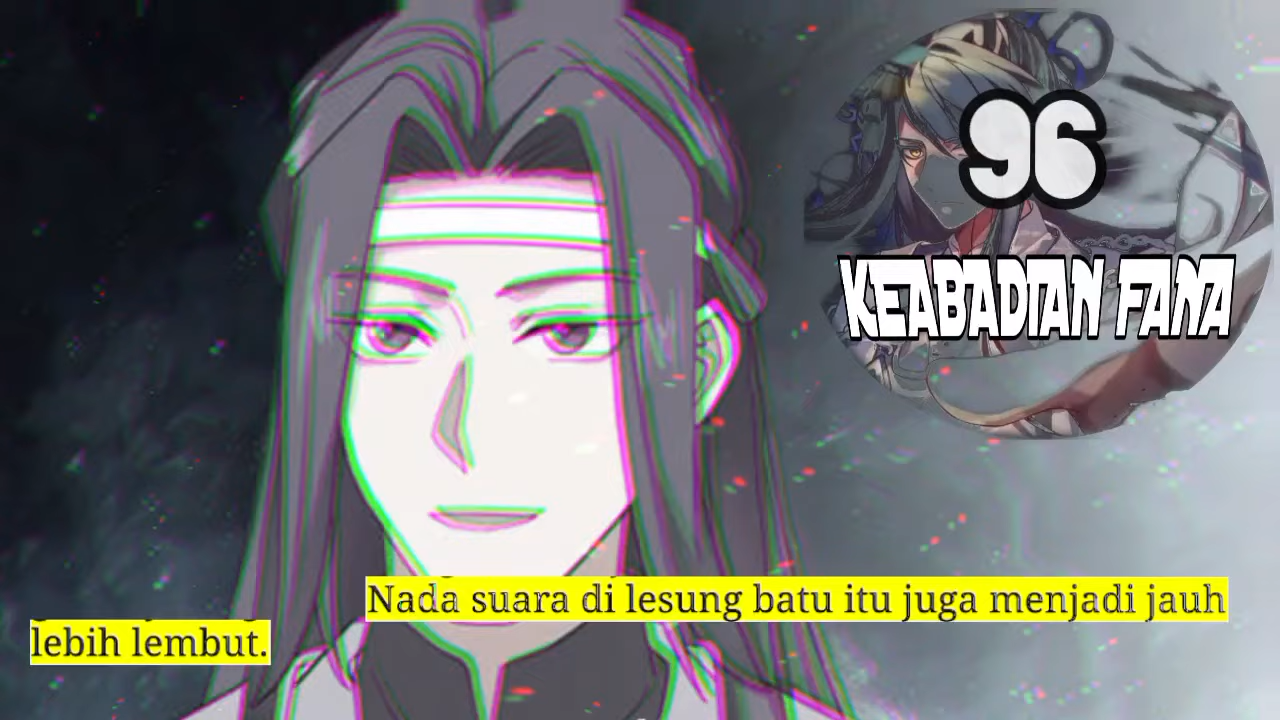 96
KEABADIAN FANA
Nada suara di lesung batu itu juga menjadi jauh
lebih lembut.